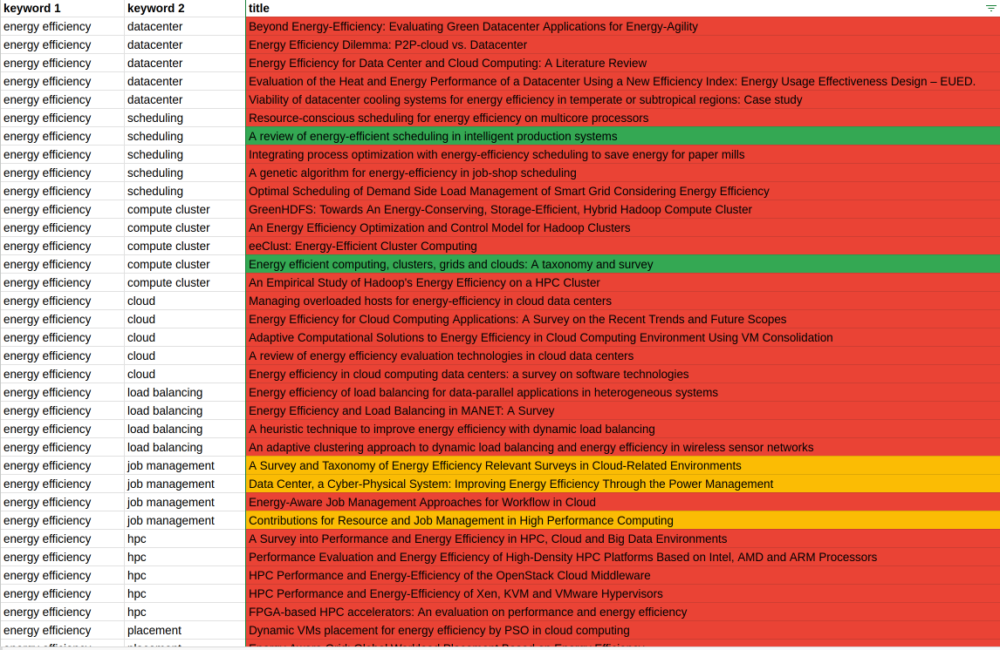 keyword 1 keyword 2 title
energy efficiency datacenter Beyond Energy-Efficiency: Evaluating Green Datacenter Applications for Energy-Agility
energy efficiency datacenter Energy Efficiency Dilemma: P2P-cloud vs. Datacenter
energy efficiency datacenter Energy Efficiency for Data Center and Cloud Computing: A Literature Review
energy efficiency datacenter Evaluation of the Heat and Energy Performance of a Datacenter Using a New Efficiency Index: Energy Usage Effectiveness Design – EUED.
energy efficiency datacenter Viability of datacenter cooling systems for energy efficiency in temperate or subtropical regions: Case study
energy efficiency scheduling Resource-conscious scheduling for energy efficiency on multicore processors
energy efficiency scheduling A review of energy-efficient scheduling in intelligent production systems
energy efficiency scheduling Integrating process optimization with energy-efficiency scheduling to save energy for paper mills
energy efficiency scheduling A genetic algorithm for energy-efficiency in job-shop scheduling
energy efficiency scheduling Optimal Scheduling of Demand Side Load Management of Smart Grid Considering Energy Efficiency
energy efficiency compute cluster GreenHDFS: Towards An Energy-Conserving, Storage-Efficient, Hybrid Hadoop Compute Cluster
energy efficiency compute cluster An Energy Efficiency Optimization and Control Model for Hadoop Clusters
energy efficiency compute cluster eeClust: Energy-Efficient Cluster Computing
energy efficiency compute cluster Energy efficient computing, clusters, grids and clouds: A taxonomy and survey
energy efficiency compute cluster An Empirical Study of Hadoop's Energy Efficiency on a HPC Cluster
energy efficiency cloud Managing overloaded hosts for energy-efficiency in cloud data centers
energy efficiency cloud Energy Efficiency for Cloud Computing Applications: A Survey on the Recent Trends and Future Scopes
energy efficiency cloud Adaptive Computational Solutions to Energy Efficiency in Cloud Computing Environment Using VM Consolidation
energy efficiency cloud A review of energy efficiency evaluation technologies in cloud data centers
energy efficiency cloud Energy efficiency in cloud computing data centers: a survey on software technologies
energy efficiency load balancing Energy efficiency of load balancing for data-parallel applications in heterogeneous systems
energy efficiency load balancing Energy Efficiency and Load Balancing in MANET: A Survey
energy efficiency load balancing A heuristic technique to improve energy efficiency with dynamic load balancing
energy efficiency load balancing An adaptive clustering approach to dynamic load balancing and energy efficiency in wireless sensor networks
energy efficiency job management A Survey and Taxonomy of Energy Efficiency Relevant Surveys in Cloud-Related Environments
energy efficiency job management Data Center, a Cyber-Physical System: Improving Energy Efficiency Through the Power Management
energy efficiency job management Energy-Aware Job Management Approaches for Workflow in Cloud
energy efficiency job management Contributions for Resource and Job Management in High Performance Computing
energy efficiency hpc A Survey into Performance and Energy Efficiency in HPC, Cloud and Big Data Environments
energy efficiency hpc Performance Evaluation and Energy Efficiency of High-Density HPC Platforms Based on Intel, AMD and ARM Processors
energy efficiency hpc HPC Performance and Energy-Efficiency of the OpenStack Cloud Middleware
energy efficiency hpc HPC Performance and Energy-Efficiency of Xen, KVM and VMware Hypervisors
energy efficiency hpc FPGA-based HPC accelerators: An evaluation on performance and energy efficiency
energy efficiency placement Dynamic VMs placement for energy efficiency by PSO in cloud computing